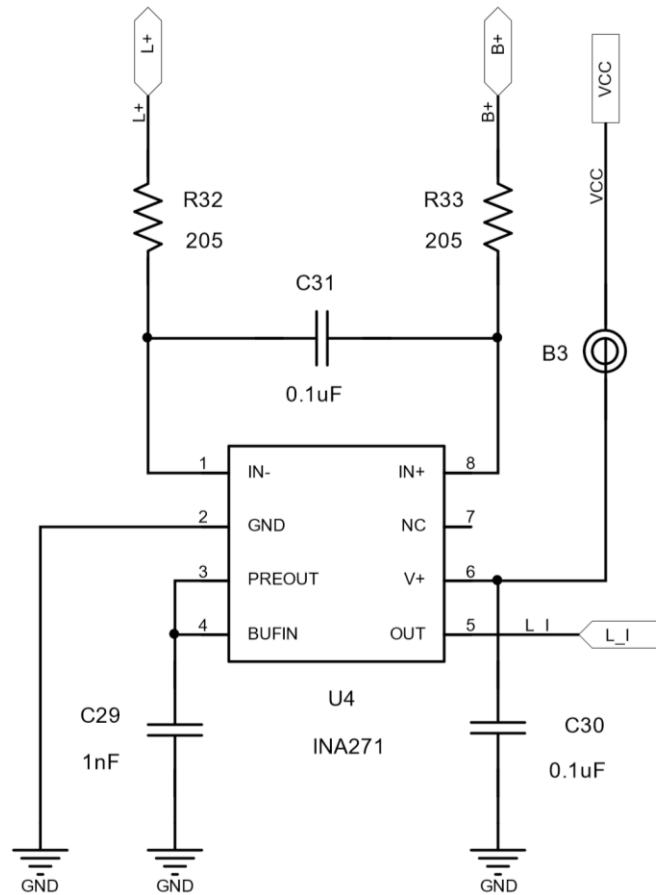 L+
B+
VCC
L+
B+
VCC
R32
205
R33
205
C31
0.1uF
B3
1
IN-
IN+
8
2
GND
NC
7
3
PREOUT
V+
6
4
BUFIN
OUT
5
L_I
L_I
U4
INA271
C29
1nF
C30
0.1uF
GND
GND
GND